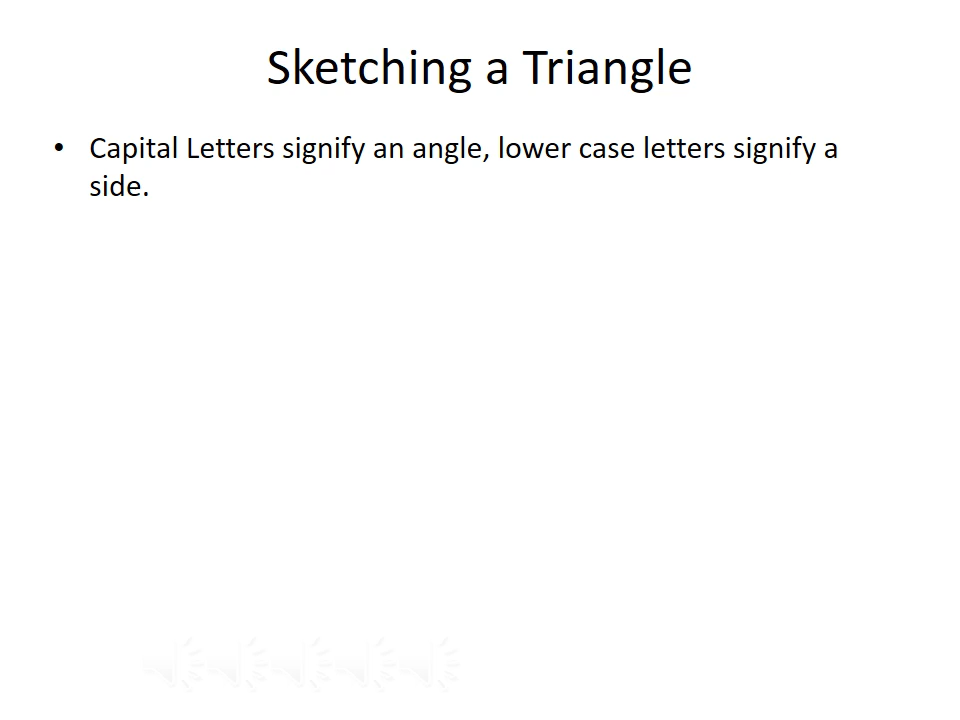 Sketching a Triangle
• Capital Letters signify an angle, lower case letters signify a
side.